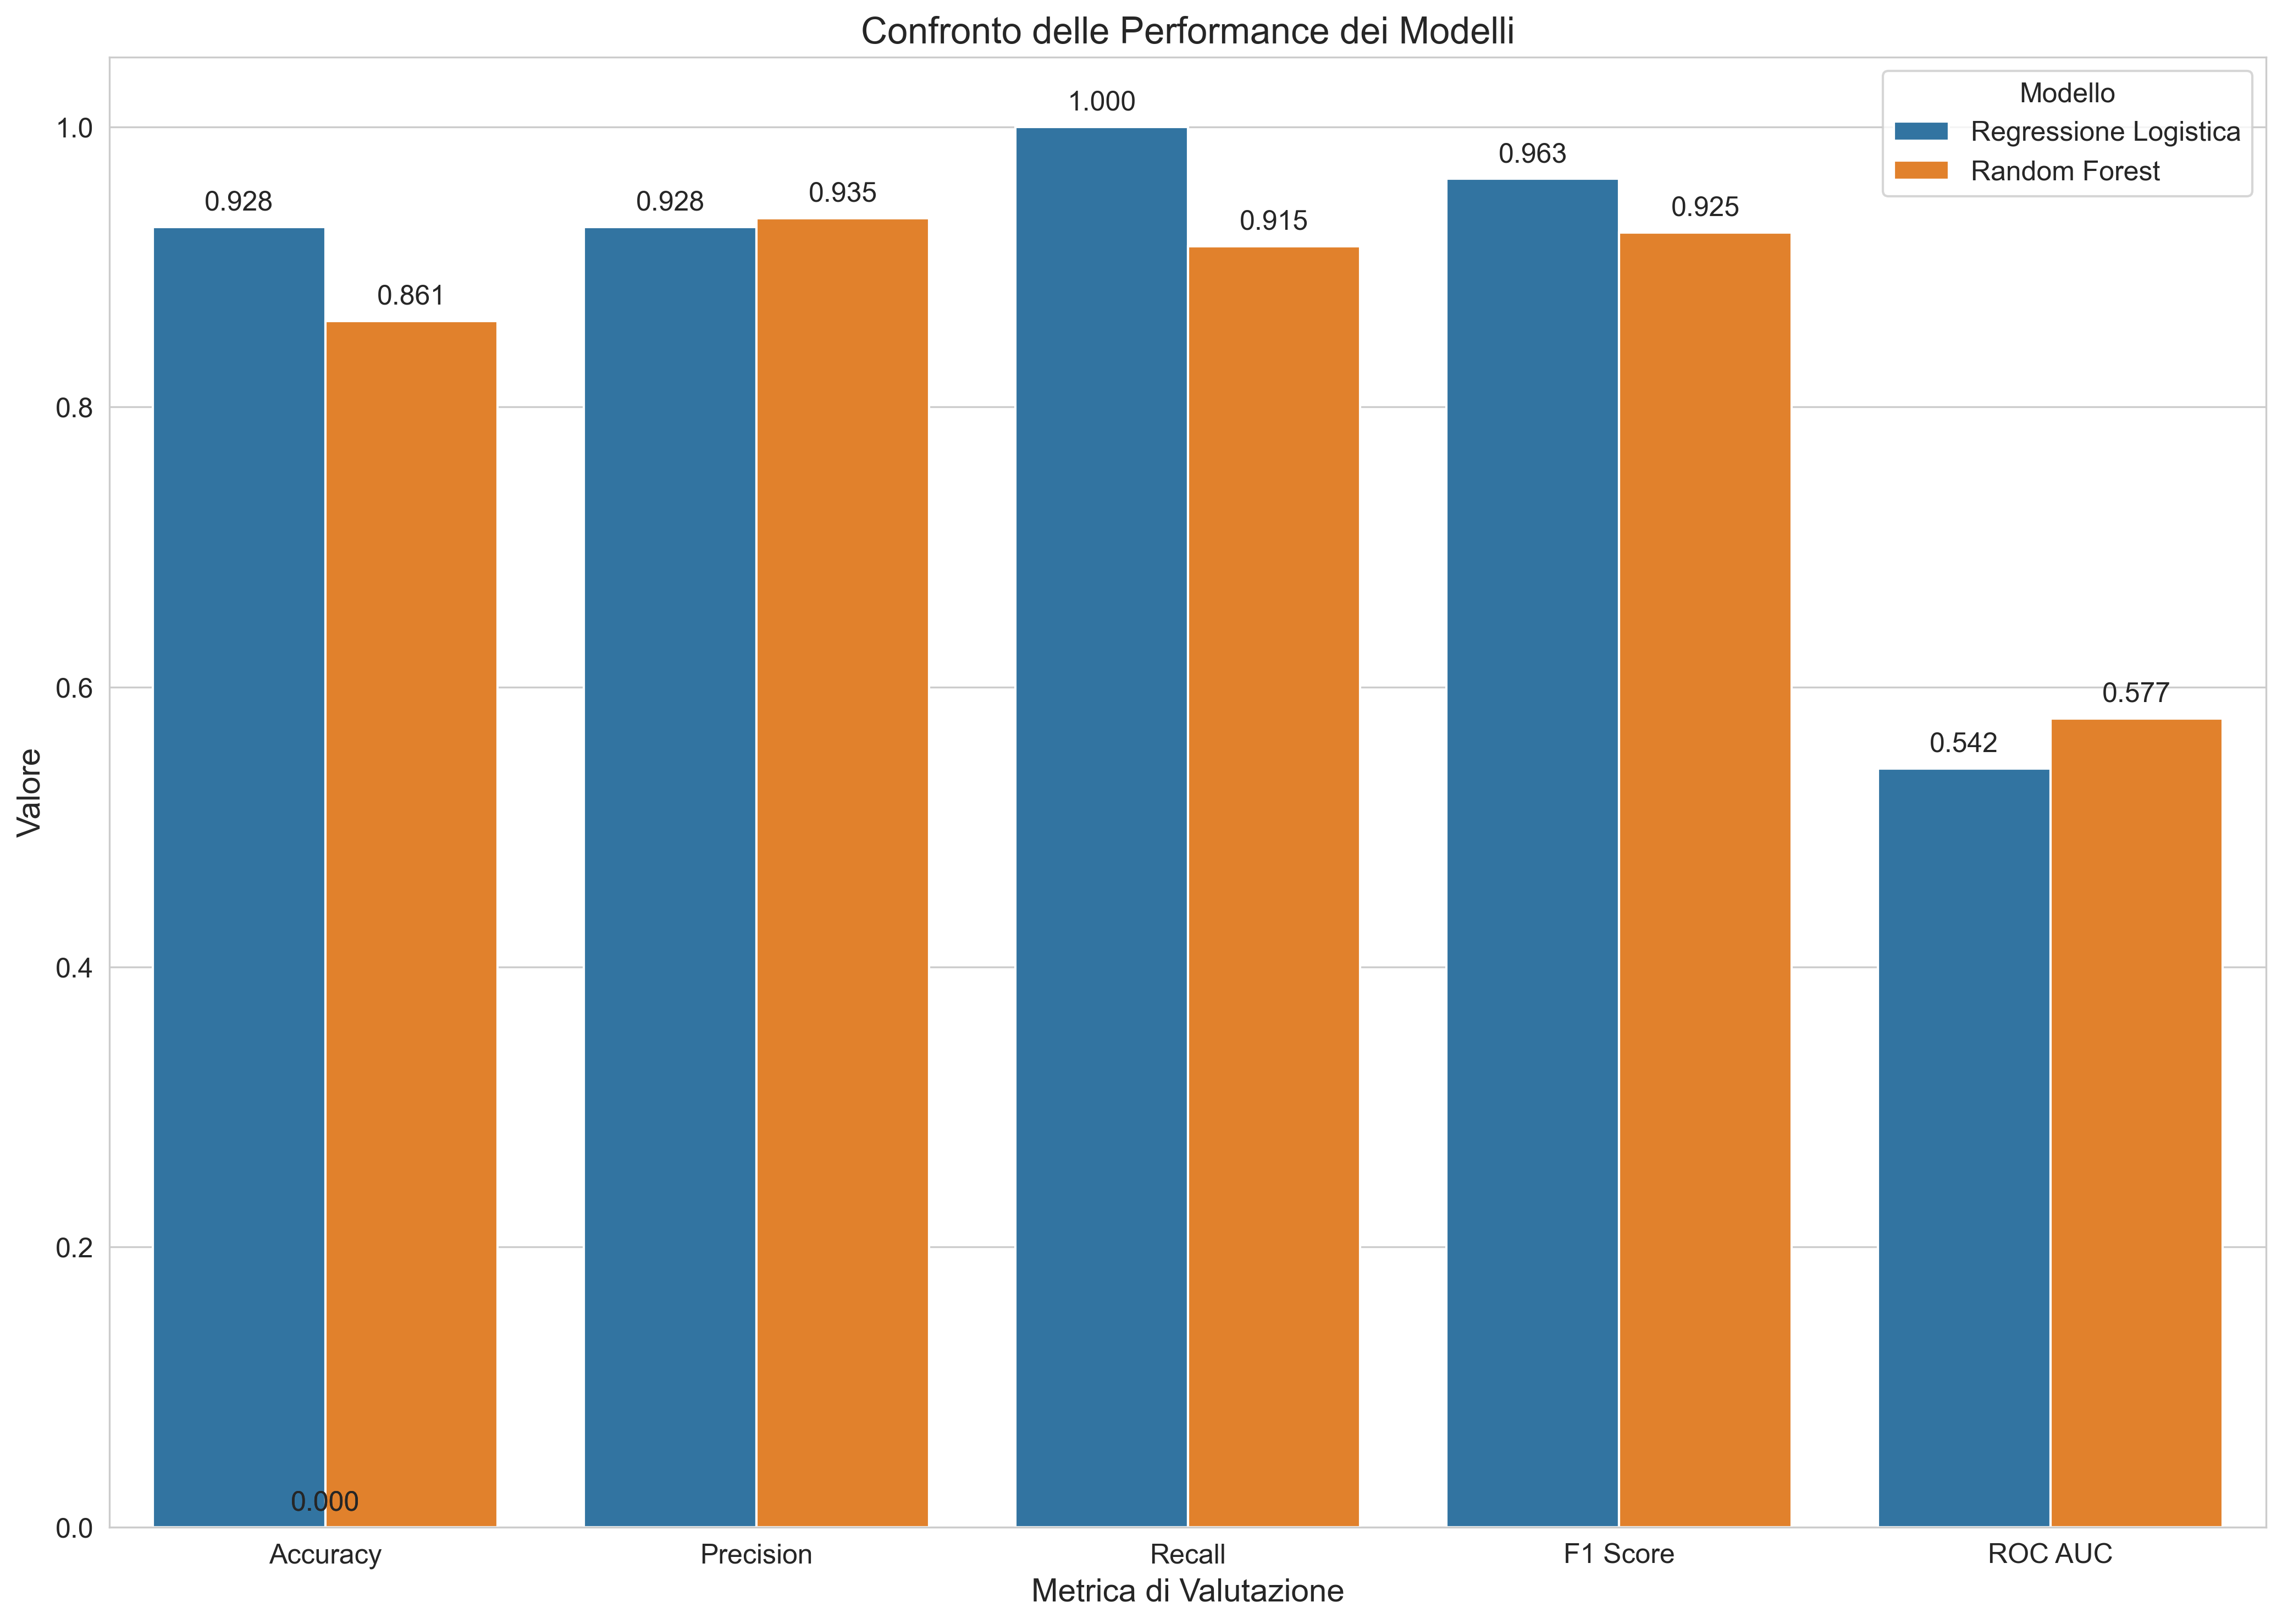 Confronto delle Performance dei Modelli
Modello
Regressione Logistica
Random Forest
Valore
1.0
0.8
0.6
0.4
0.2
0.0
0.928
0.861
0.000
0.928
0.935
1.000
0.915
0.963
0.925
0.542
0.577
Accuracy
Precision
Recall
F1 Score
ROC AUC
Metrica di Valutazione